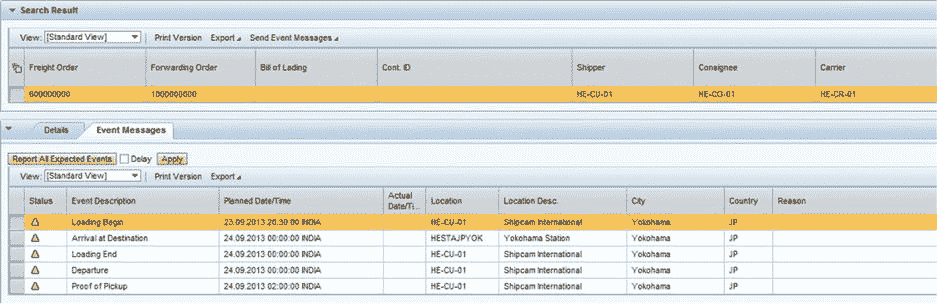 Search Result
View: [Standard View] Print Version Export Send Event Messages
Freight Order Forwarding Order Bill of Lading Cont. ID Shipper Consignee Carrier
600000000 1000000600 HE-CU-01 HE-CO-01 HE-CR-01
Details Event Messages
Report All Expected Events Delay Apply
View: [Standard View] Print Version Export
Status Event Description Planned Date/Time Actual Date/Ti... Location Location Desc. City Country Reason
Loading Begin 23.09.2013 20:30:00 INDIA HE-CU-01 Shipcam International Yokohama JP
Arrival at Destination 24.09.2013 00:00:00 INDIA HESTAJPYOK Yokohama Station Yokohama JP
Loading End 24.09.2013 00:00:00 INDIA HE-CU-01 Shipcam International Yokohama JP
Departure 24.09.2013 00:00:00 INDIA HE-CU-01 Shipcam International Yokohama JP
Proof of Pickup 24.09.2013 02:00:00 INDIA HE-CU-01 Shipcam International Yokohama JP